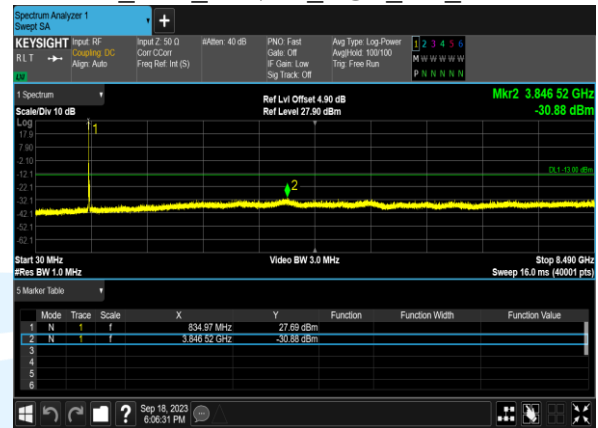 Spectrum Analyzer 1
Swept SA
KEYSIGHT
RLT
LV
Input: RF
Coupling: DC
Align: Auto
Input Z: 50 Ω
Corr CCorr
Freq Ref: Int (S)
#Atten: 40 dB
PNO: Fast
Gate: Off
IF Gain: Low
Sig Track: Off
Avg Type: Log-Power
Avg|Hold: 100/100
Trig: Free Run
1 2 3 4 5 6
M W W W W W
P N N N N N
1 Spectrum
Scale/Div 10 dB
Ref Lvl Offset 4.90 dB
Ref Level 27.90 dBm
Mkr2 3.846 52 GHz
-30.88 dBm
Log
17.9
7.90
-2.10
-12.1
-22.1
-32.1
-42.1
-52.1
-62.1
1
2
DL1 -13.00 dBm
Start 30 MHz
#Res BW 1.0 MHz
Video BW 3.0 MHz
Stop 8.490 GHz
Sweep 16.0 ms (40001 pts)
5 Marker Table
Mode Trace Scale X Y Function Function Width Function Value
1 N 1 f 834.97 MHz 27.69 dBm
2 N 1 f 3.846 52 GHz -30.88 dBm
3
4
5
6
?
Sep 18, 2023
6:06:31 PM